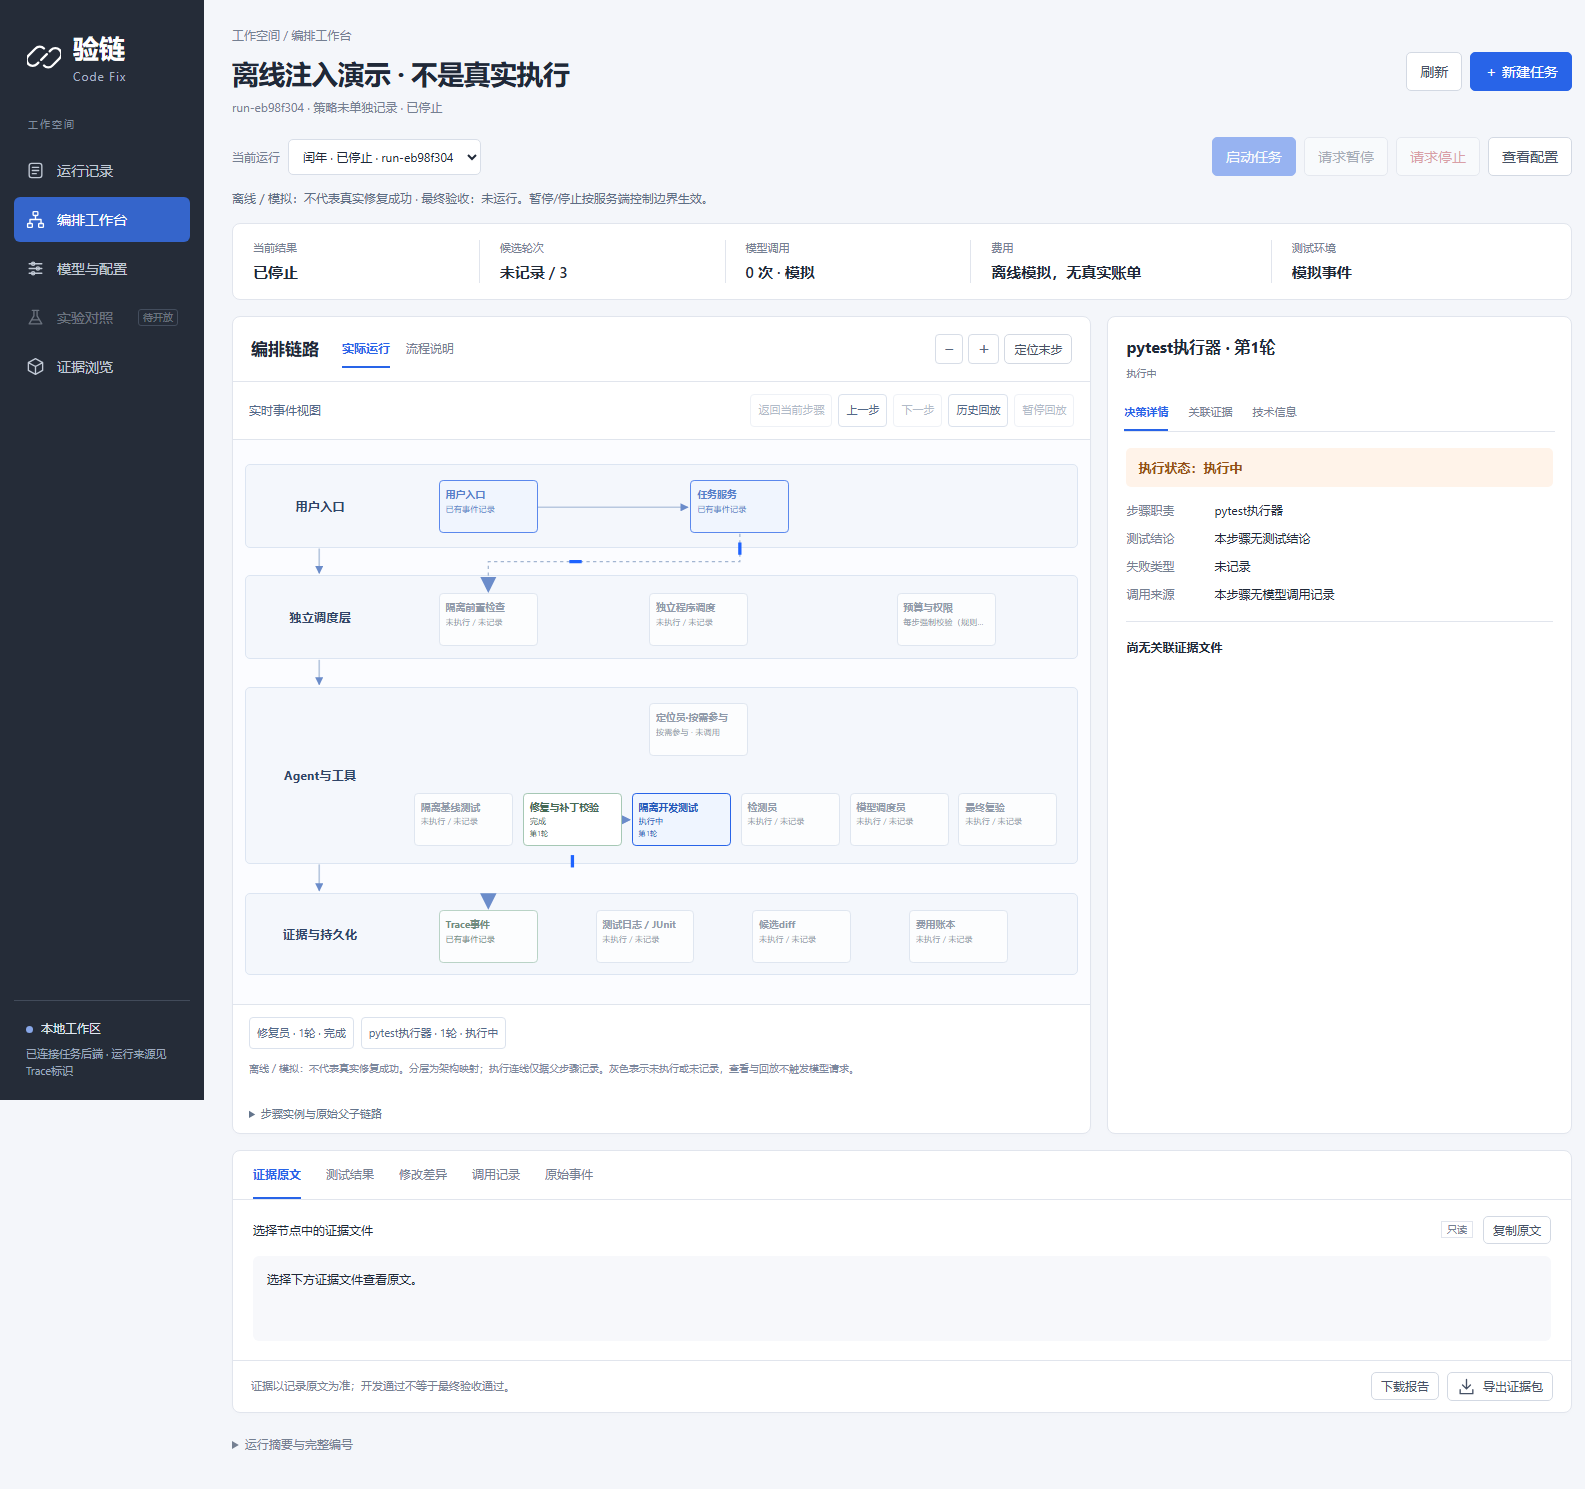 验链
Code Fix
工作空间
运行记录
编排工作台
模型与配置
实验对照 待开放
证据浏览
本地工作区
已连接任务后端 · 运行来源见
Trace标识
工作空间 / 编排工作台
离线注入演示 · 不是真实执行
run-eb98f304 · 策略未单独记录 · 已停止
刷新
+ 新建任务
当前运行
闰年 · 已停止 · run-eb98f304
启动任务
请求暂停
请求停止
查看配置
离线 / 模拟：不代表真实修复成功 · 最终验收：未运行。暂停/停止按服务端控制边界生效。
当前结果
已停止
候选轮次
未记录 / 3
模型调用
0 次 · 模拟
费用
离线模拟，无真实账单
测试环境
模拟事件
编排链路
实际运行
流程说明
−
+
定位末步
实时事件视图
返回当前步骤
上一步
下一步
历史回放
暂停回放
用户入口
用户入口
已有事件记录
任务服务
已有事件记录
独立调度层
隔离前置检查
未执行 / 未记录
独立程序调度
未执行 / 未记录
预算与权限
每步强制校验（规则...
Agent与工具
定位员·按需参与
按需参与 · 未调用
隔离基线测试
未执行 / 未记录
修复与补丁校验
完成
第1轮
隔离开发测试
执行中
第1轮
检测员
未执行 / 未记录
模型调度员
未执行 / 未记录
最终复验
未执行 / 未记录
证据与持久化
Trace事件
已有事件记录
测试日志 / JUnit
未执行 / 未记录
候选diff
未执行 / 未记录
费用账本
未执行 / 未记录
修复员 · 1轮 · 完成
pytest执行器 · 1轮 · 执行中
离线 / 模拟：不代表真实修复成功。分层为架构映射；执行连线仅据父步骤记录。灰色表示未执行或未记录，查看与回放不触发模型请求。
步骤实例与原始父子链路
pytest执行器 · 第1轮
执行中
决策详情
关联证据
技术信息
执行状态：执行中
步骤职责 pytest执行器
测试结论 本步骤无测试结论
失败类型 未记录
调用来源 本步骤无模型调用记录
尚无关联证据文件
证据原文
测试结果
修改差异
调用记录
原始事件
选择节点中的证据文件
只读
复制原文
选择下方证据文件查看原文。
证据以记录原文为准；开发通过不等于最终验收通过。
下载报告
导出证据包
运行摘要与完整编号